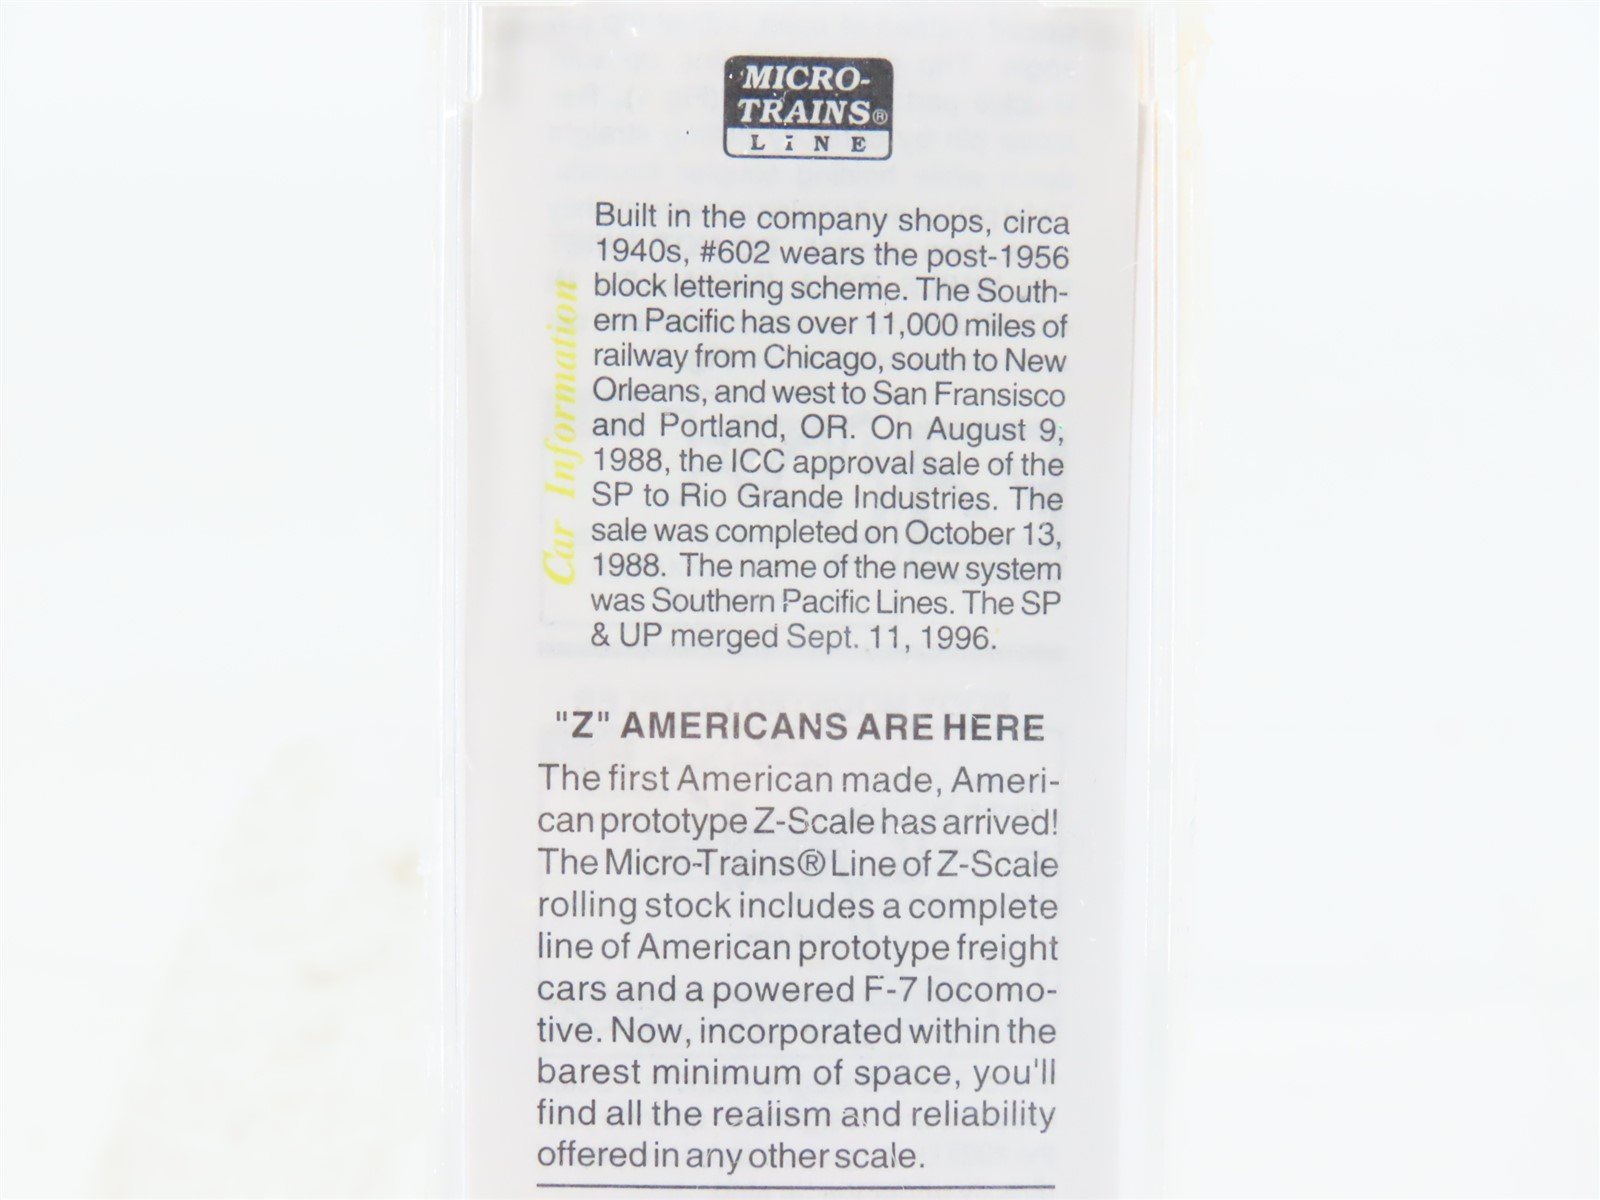 MICRO-
TRAINS®
LINE
Car Information
Built in the company shops, circa
1940s, #602 wears the post-1956
block lettering scheme. The South-
ern Pacific has over 11,000 miles of
railway from Chicago, south to New
Orleans, and west to San Fransisco
and Portland, OR. On August 9,
1988, the ICC approval sale of the
SP to Rio Grande Industries. The
sale was completed on October 13,
1988. The name of the new system
was Southern Pacific Lines. The SP
& UP merged Sept. 11, 1996.
"Z" AMERICANS ARE HERE
The first American made, Ameri-
can prototype Z-Scale has arrived!
The Micro-Trains® Line of Z-Scale
rolling stock includes a complete
line of American prototype freight
cars and a powered F-7 locomo-
tive. Now, incorporated within the
barest minimum of space, you'll
find all the realism and reliability
offered in any other scale.